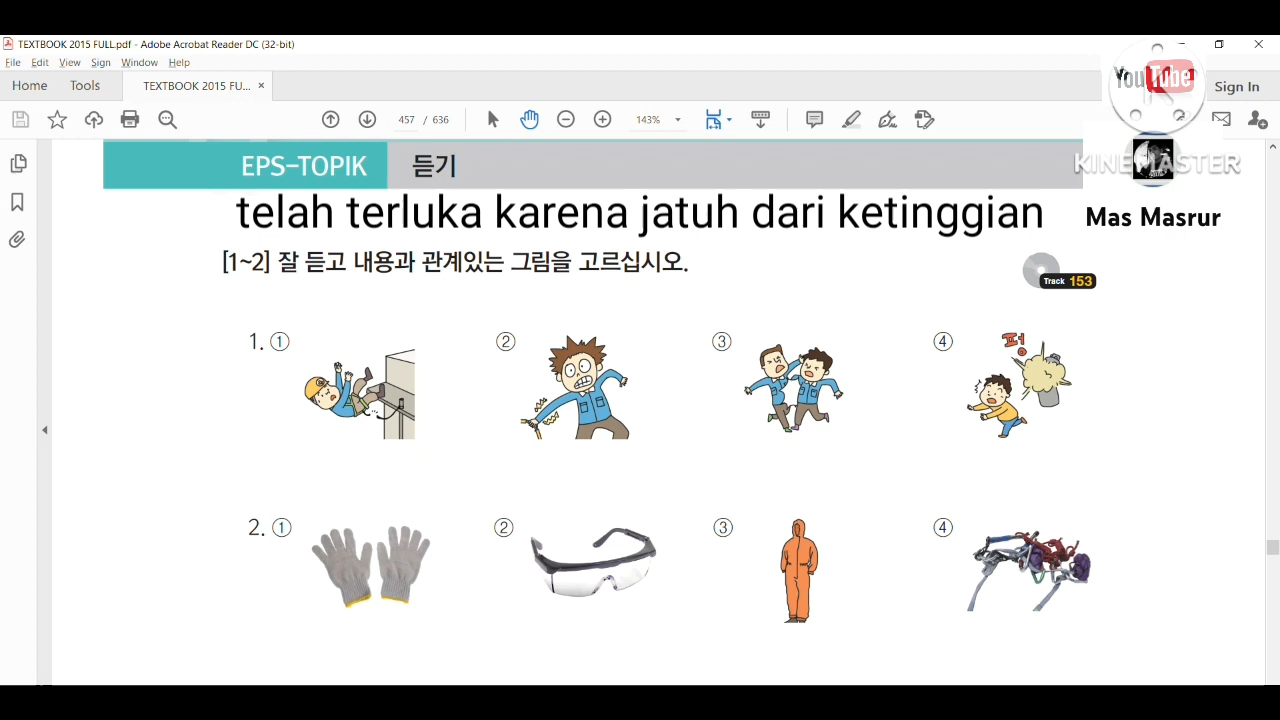 TEXTBOOK 2015 FULL.pdf - Adobe Acrobat Reader DC (32-bit)
File Edit View Sign Window Help
Home Tools TEXTBOOK 2015 FU... × Sign In
457 / 636 143%
YouTube
KINEMASTER
Mas Masrur
EPS-TOPIK 듣기
telah terluka karena jatuh dari ketinggian
[1~2] 잘 듣고 내용과 관계있는 그림을 고르십시오.
Track 153
1. ① ② ③ ④
펑
2. ① ② ③ ④